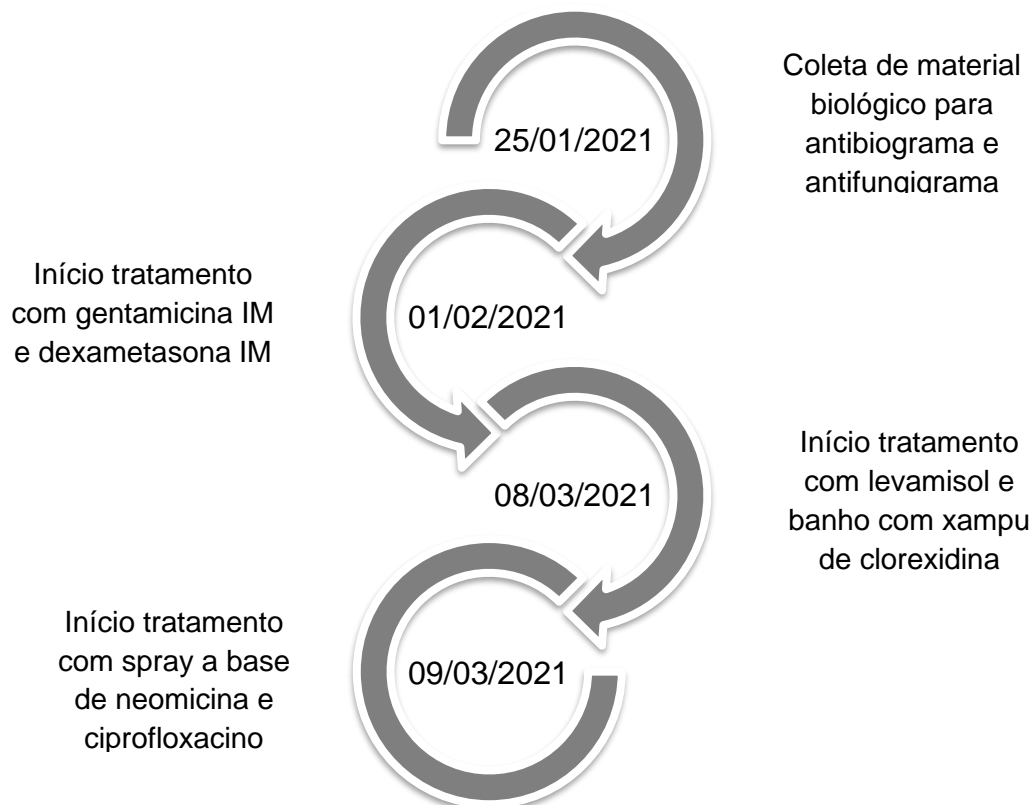 25/01/2021
Coleta de material
biológico para
antibiograma e
antifungigrama
01/02/2021
Início tratamento
com gentamicina IM
e dexametasona IM
08/03/2021
Início tratamento
com levamisol e
banho com xampu
de clorexidina
09/03/2021
Início tratamento
com spray a base
de neomicina e
ciprofloxacino